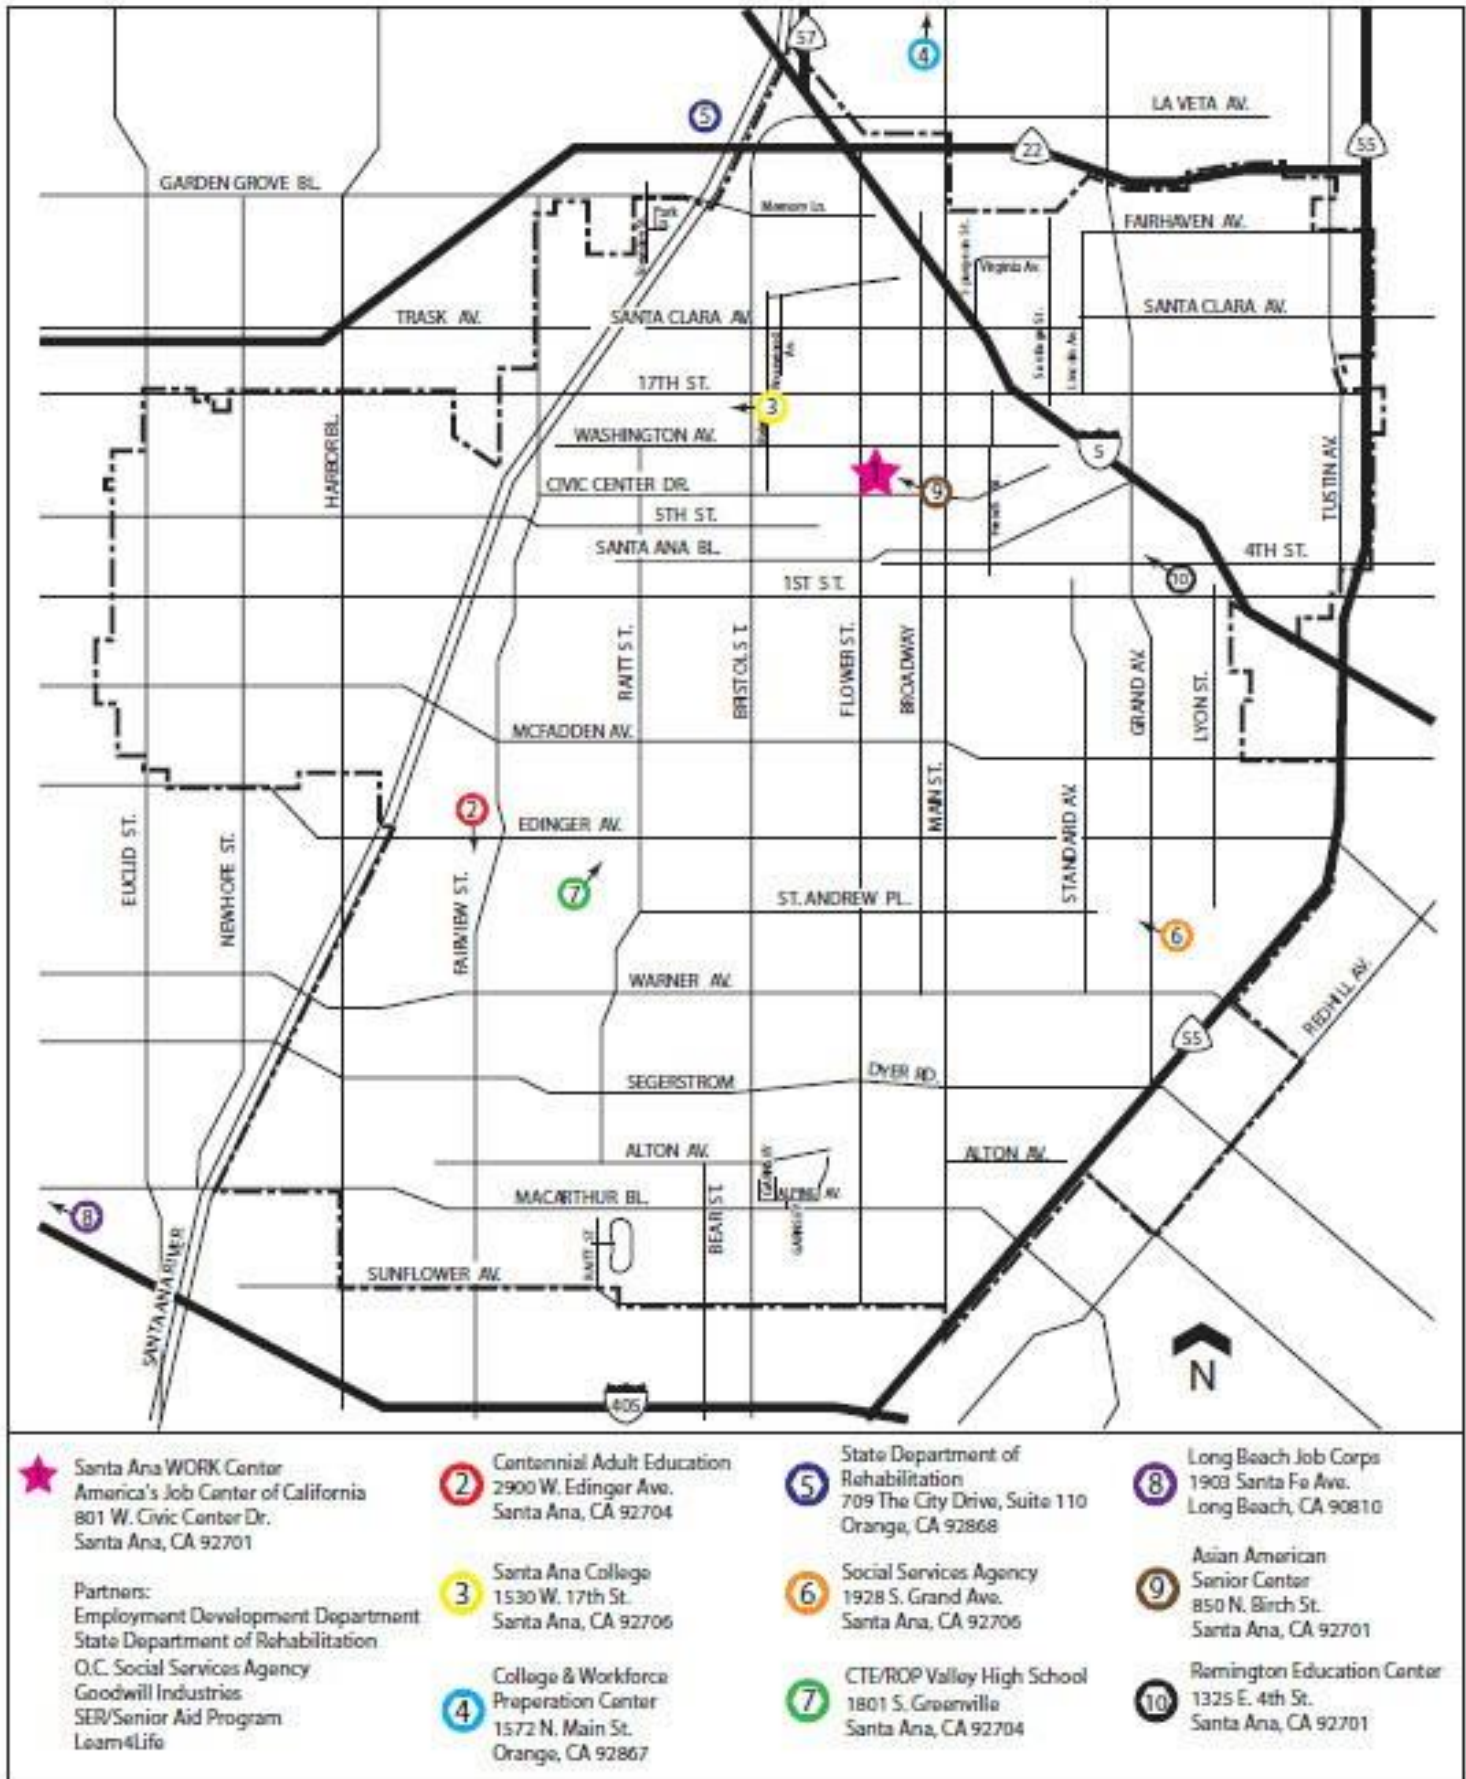 57
4
LA VETA AV.
5
22
55
GARDEN GROVE BL.
Park
Memory Ln.
FAIRHAVEN AV.
Virginia Av.
TRASK AV.
SANTA CLARA AV.
SANTA CLARA AV.
Santiago St.
Lincoln Av.
17TH ST.
3
WASHINGTON AV.
5
HARBOR BL.
TUSTIN AV.
CIVIC CENTER DR.
9
5TH ST.
SANTA ANA BL.
4TH ST.
10
1ST ST.
RAITT ST.
BRISTOL ST.
FLOWER ST.
BROADWAY
GRAND AV.
LYON ST.
MCFADDEN AV.
MAIN ST.
2
EDINGER AV.
EUCLID ST.
NEWHOPE ST.
STANDARD AV.
7
FAIRVIEW ST.
ST. ANDREW PL.
6
WARNER AV.
REDHILL AV.
55
SEGERSTROM
DYER RD.
ALTON AV.
ALTON AV.
MACARTHUR BL.
ALPINE AV.
8
BEAR ST.
GARNSEY
RAITT ST.
SUNFLOWER AV.
SANTA ANA RIVER
N
405
Santa Ana WORK Center
America's Job Center of California
801 W. Civic Center Dr.
Santa Ana, CA 92701
Partners:
Employment Development Department
State Department of Rehabilitation
O.C. Social Services Agency
Goodwill Industries
SER/Senior Aid Program
Learn4Life
2
Centennial Adult Education
2900 W. Edinger Ave.
Santa Ana, CA 92704
3
Santa Ana College
1530 W. 17th St.
Santa Ana, CA 92706
4
College & Workforce
Preperation Center
1572 N. Main St.
Orange, CA 92867
5
State Department of
Rehabilitation
709 The City Drive, Suite 110
Orange, CA 92868
6
Social Services Agency
1928 S. Grand Ave.
Santa Ana, CA 92706
7
CTE/ROP Valley High School
1801 S. Greenville
Santa Ana, CA 92704
8
Long Beach Job Corps
1903 Santa Fe Ave.
Long Beach, CA 90810
9
Asian American
Senior Center
850 N. Birch St.
Santa Ana, CA 92701
10
Remington Education Center
1325 E. 4th St.
Santa Ana, CA 92701